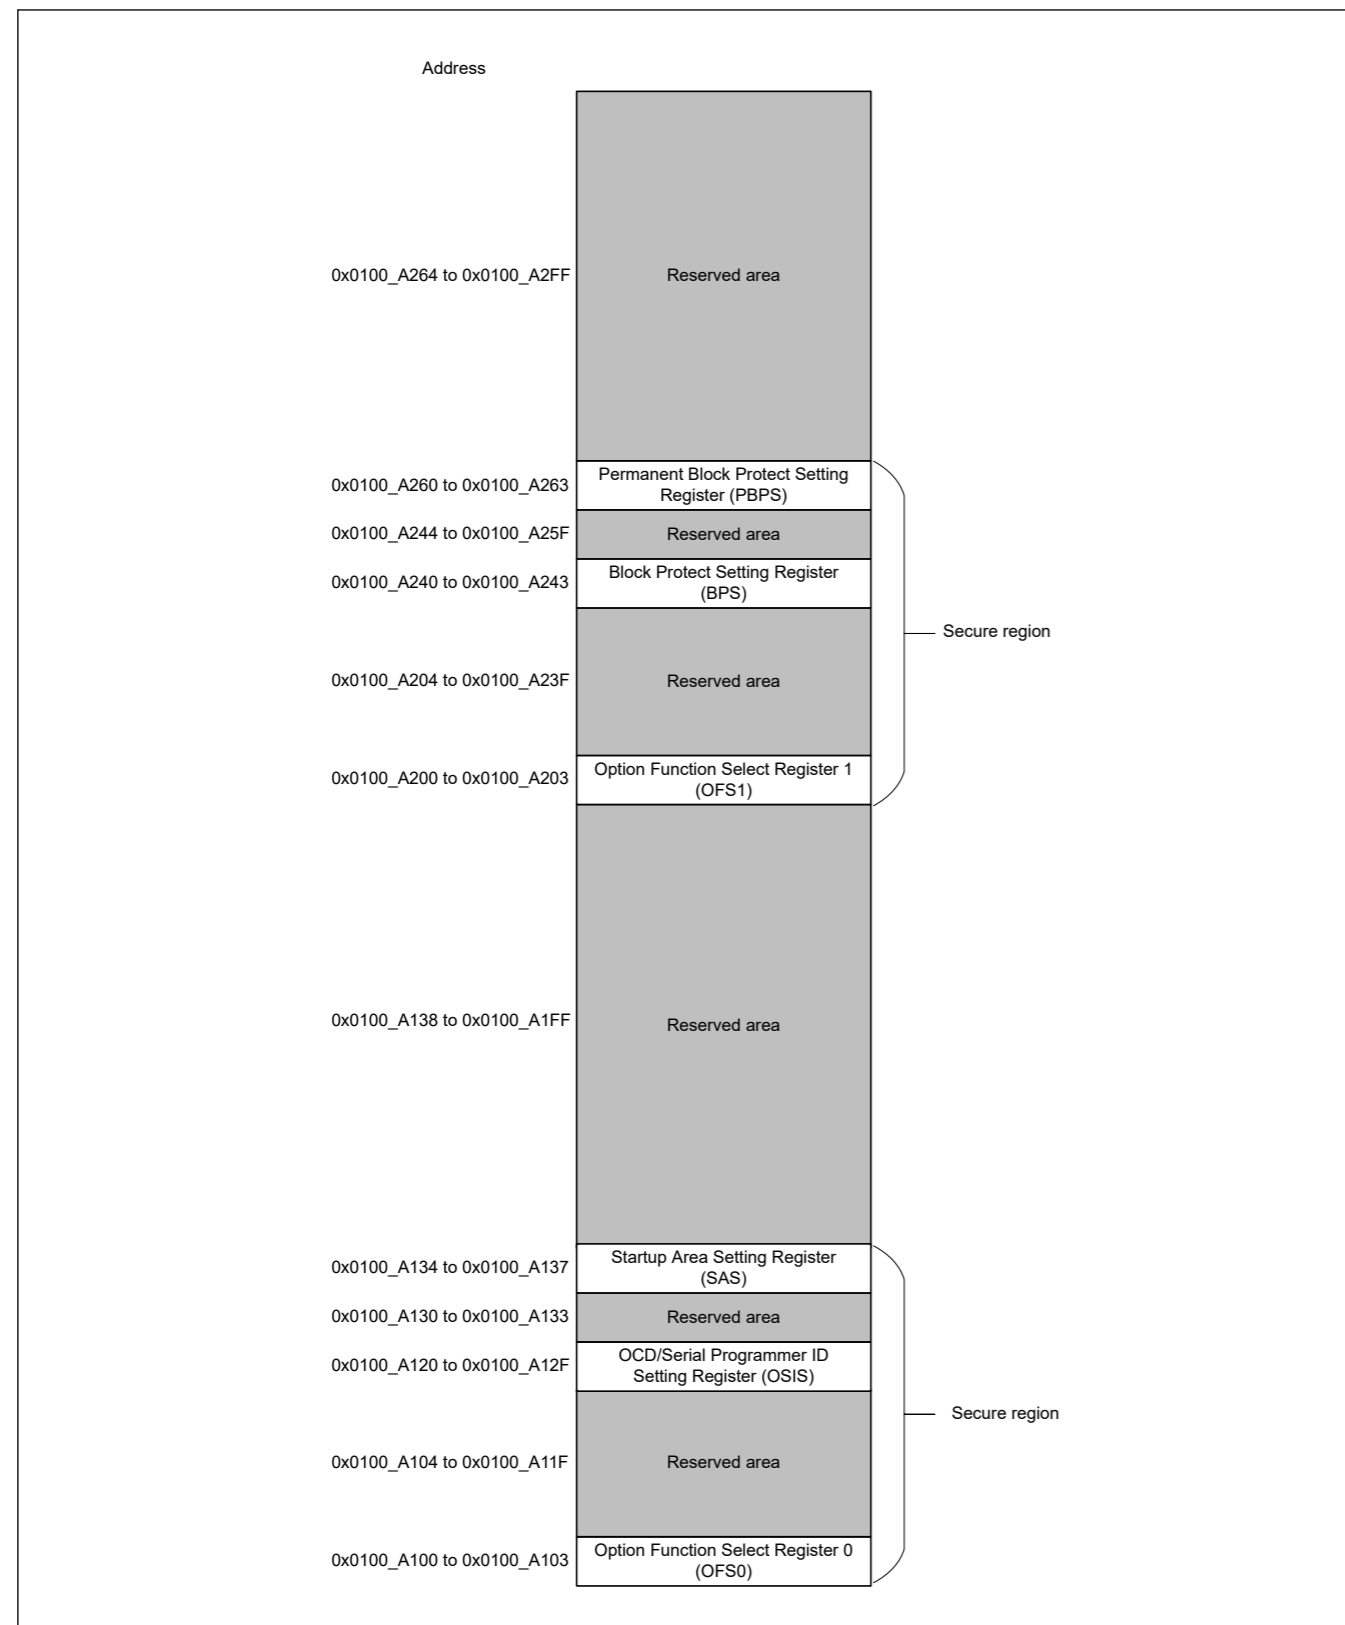 Address
0x0100_A264 to 0x0100_A2FF
Reserved area
0x0100_A260 to 0x0100_A263
Permanent Block Protect Setting
Register (PBPS)
0x0100_A244 to 0x0100_A25F
Reserved area
0x0100_A240 to 0x0100_A243
Block Protect Setting Register
(BPS)
Secure region
0x0100_A204 to 0x0100_A23F
Reserved area
0x0100_A200 to 0x0100_A203
Option Function Select Register 1
(OFS1)
0x0100_A138 to 0x0100_A1FF
Reserved area
0x0100_A134 to 0x0100_A137
Startup Area Setting Register
(SAS)
0x0100_A130 to 0x0100_A133
Reserved area
0x0100_A120 to 0x0100_A12F
OCD/Serial Programmer ID
Setting Register (OSIS)
Secure region
0x0100_A104 to 0x0100_A11F
Reserved area
0x0100_A100 to 0x0100_A103
Option Function Select Register 0
(OFS0)